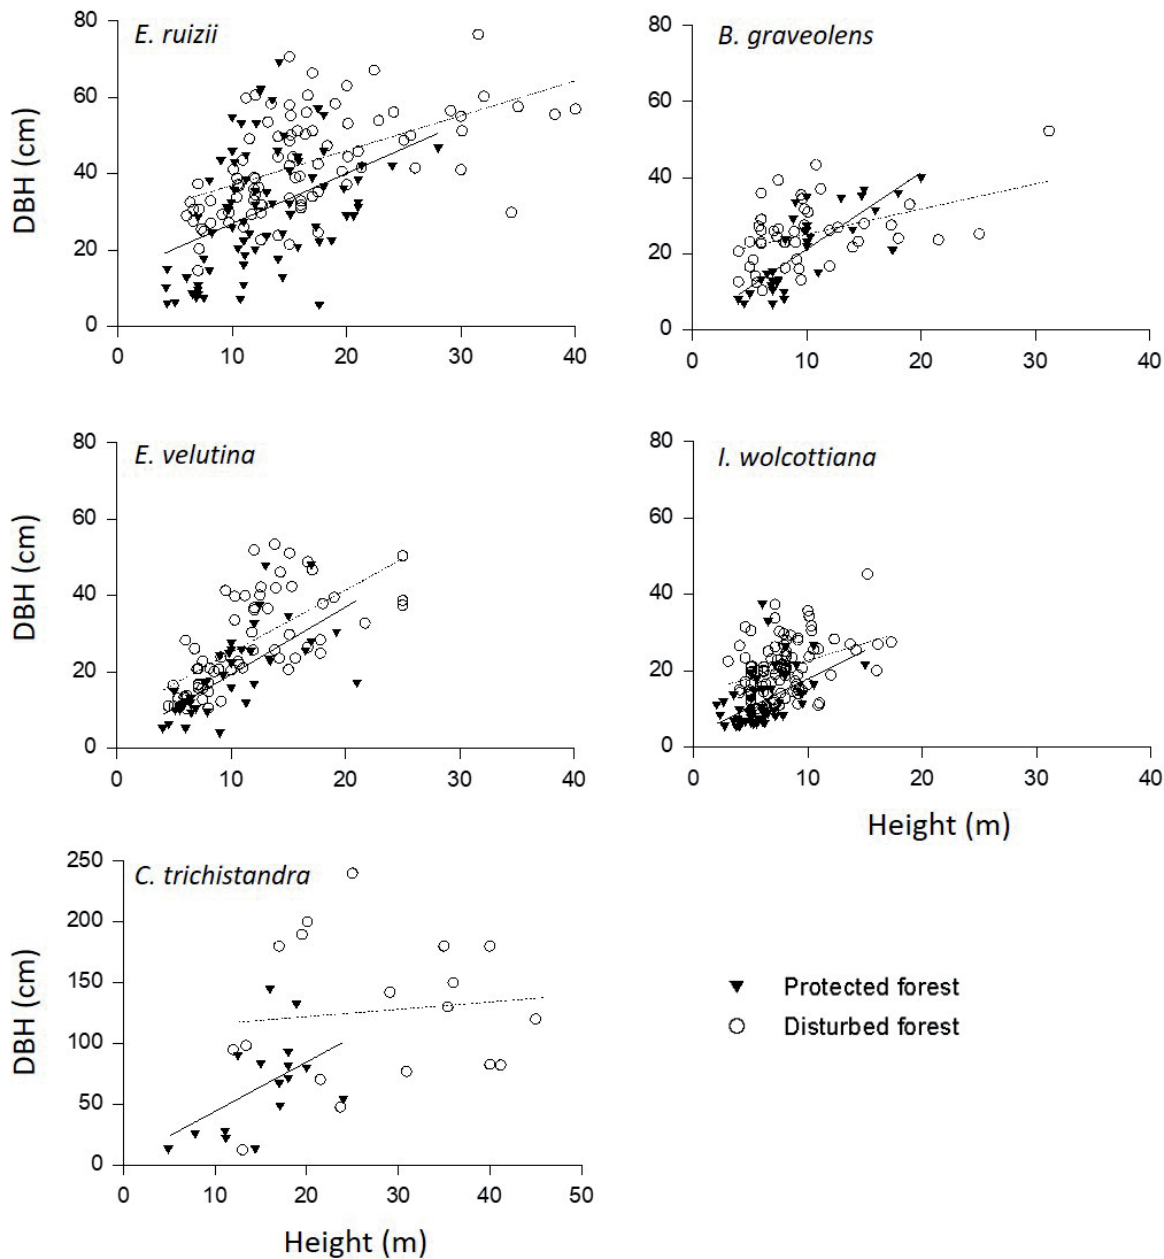 E. ruizii
DBH (cm)
80
60
40
20
0
0 10 20 30 40
B. graveolens
80
60
40
20
0
0 10 20 30 40
E. velutina
DBH (cm)
80
60
40
20
0
0 10 20 30 40
I. wolcottiana
80
60
40
20
0
0 10 20 30 40
Height (m)
C. trichistandra
DBH (cm)
250
200
150
100
50
0
0 10 20 30 40 50
Height (m)
Protected forest
Disturbed forest